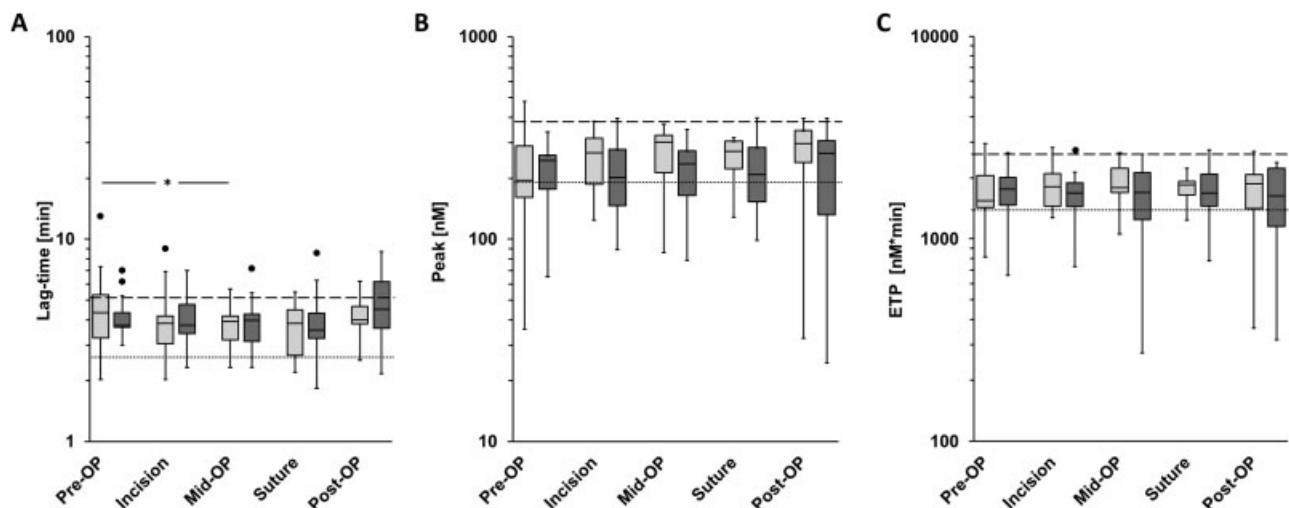 A
Lag-time [min]
100
10
1
*
Pre-OP
Incision
Mid-OP
Suture
Post-OP
B
Peak [nM]
1000
100
10
Pre-OP
Incision
Mid-OP
Suture
Post-OP
C
ETP [nM*min]
10000
1000
100
Pre-OP
Incision
Mid-OP
Suture
Post-OP